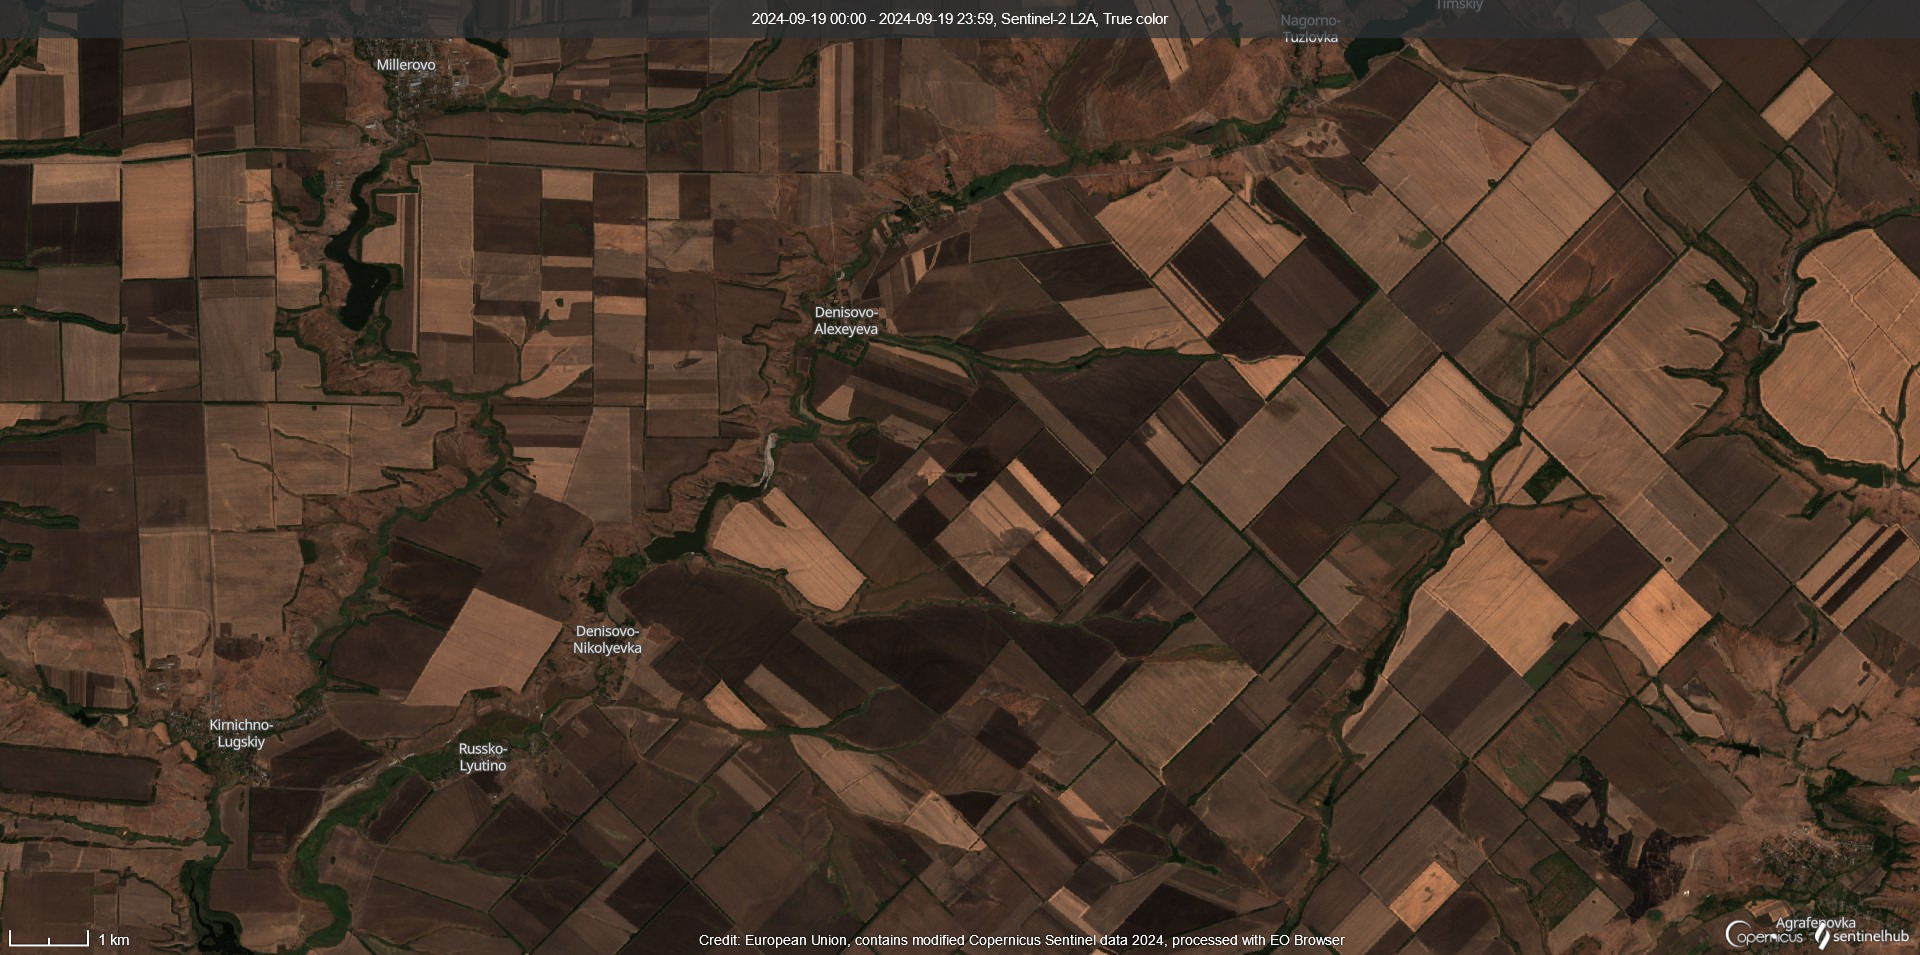 2024-09-19 00:00 - 2024-09-19 23:59, Sentinel-2 L2A, True color
Timskiy
Nagorno-
Tuzlovka
Millerovo
Denisovo-
Alexeyeva
Denisovo-
Nikolyevka
Kirnichno-
Lugskiy
Russko-
Lyutino
Agrafenovka
1 km
Credit: European Union, contains modified Copernicus Sentinel data 2024, processed with EO Browser
opernicus
sentinelhub